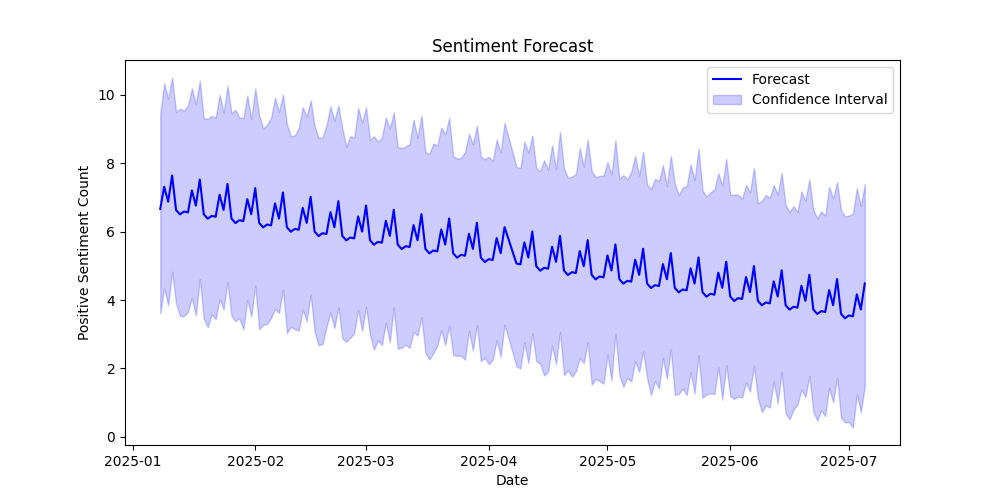 Sentiment Forecast
Forecast
Confidence Interval
Positive Sentiment Count
10
8
6
4
2
0
2025-01
2025-02
2025-03
2025-04
2025-05
2025-06
2025-07
Date